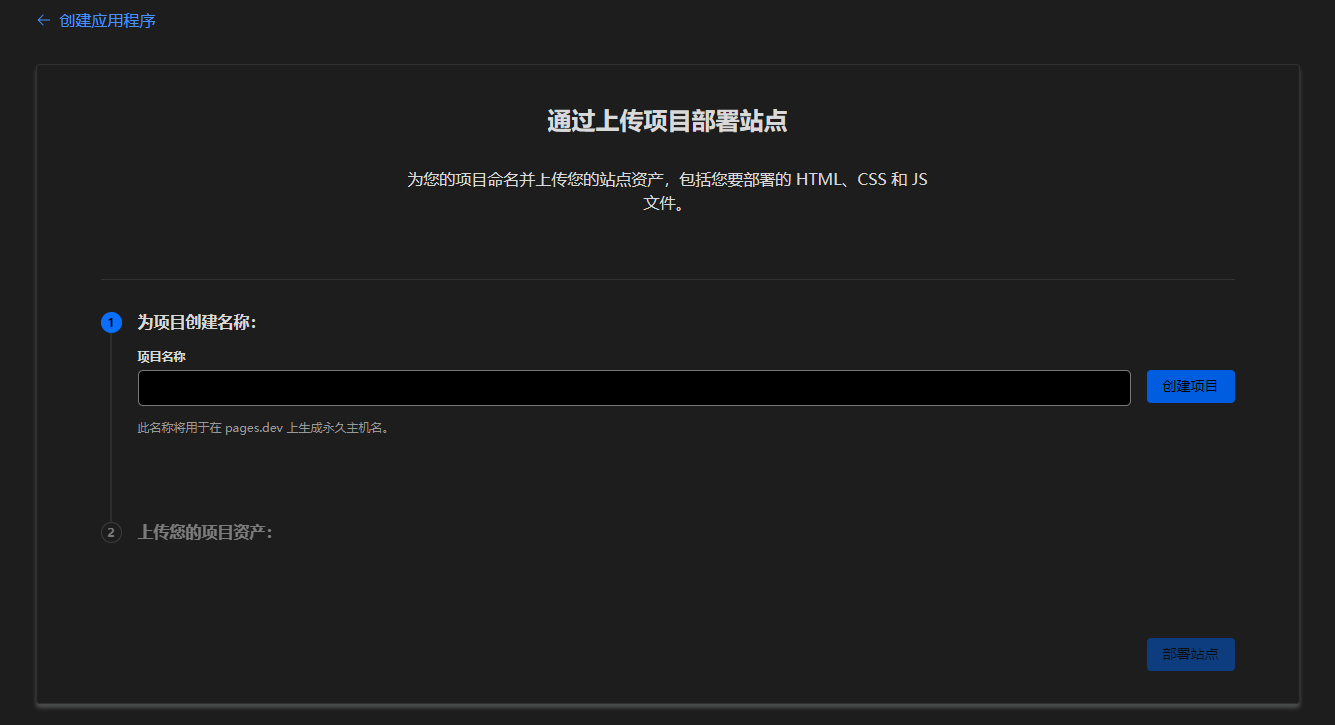 ← 创建应用程序
通过上传项目部署站点
为您的项目命名并上传您的站点资产，包括您要部署的 HTML、CSS 和 JS
文件。
1 为项目创建名称：
项目名称
创建项目
此名称将用于在 pages.dev 上生成永久主机名。
2 上传您的项目资产：
部署站点